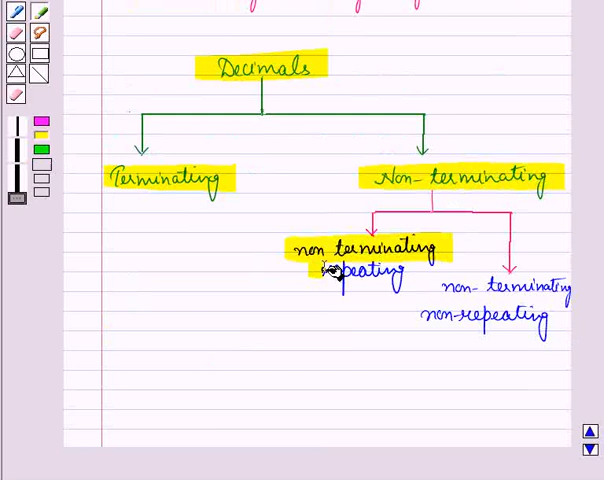 Decimals
Terminating
Non-terminating
non terminating
repeating
non-terminating
non-repeating